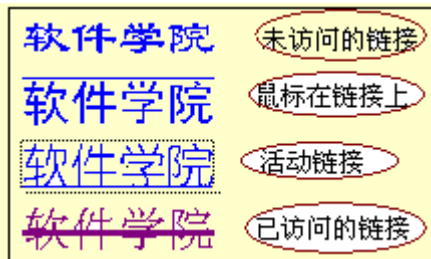 软件学院 未访问的链接
软件学院 鼠标在链接上
软件学院 活动链接
软件学院 已访问的链接